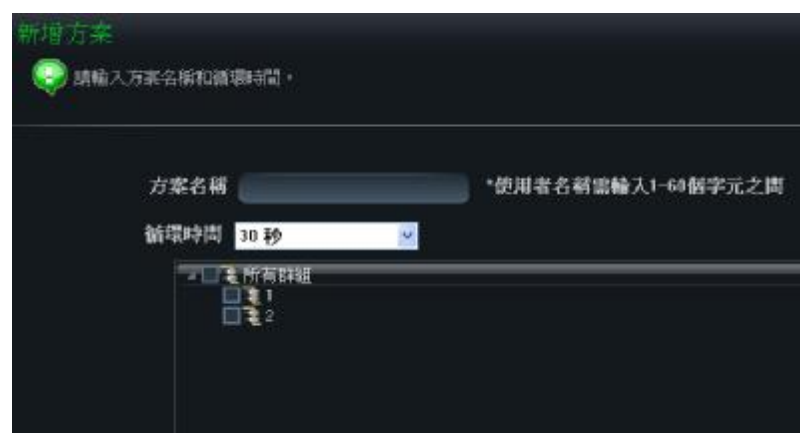 新增方案
請輸入方案名稱和循環時間。
方案名稱 *使用者名稱需輸入1-60個字元之間
循環時間 30 秒
所有群組
1
2